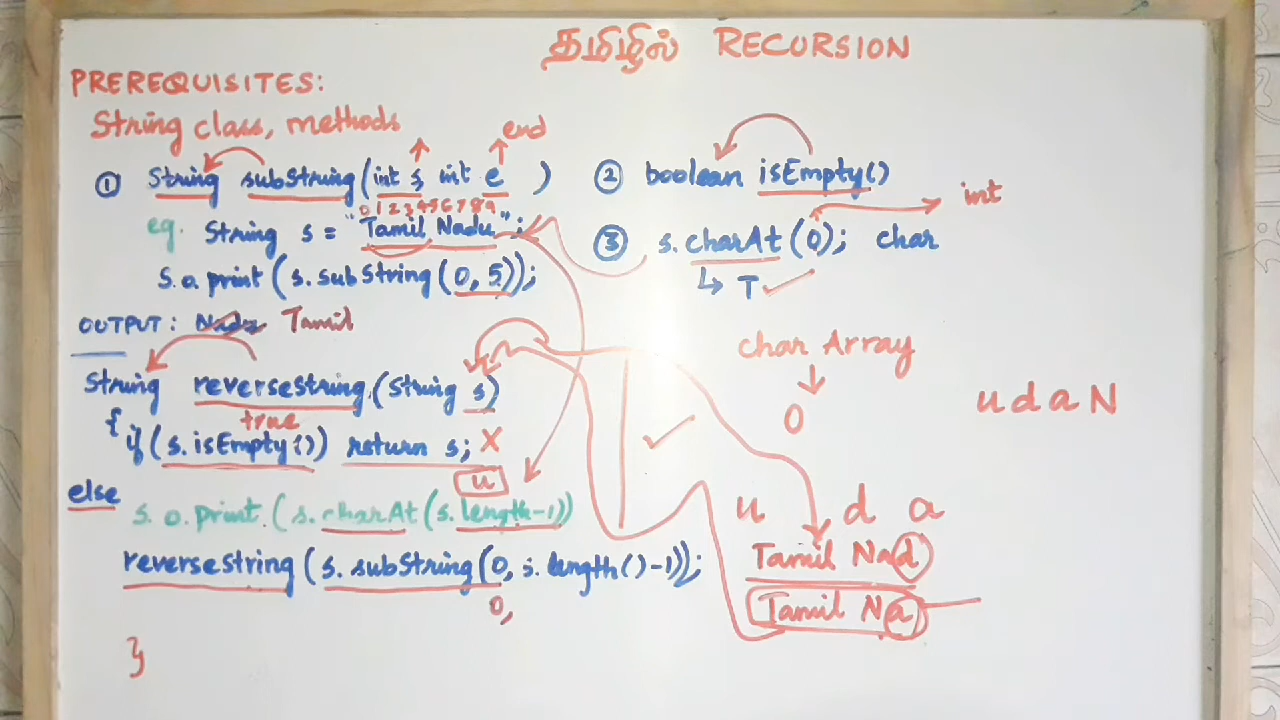 தமிழில் RECURSION
PREREQUISITES:
String class, methods
end
① String subString(int s, int e )
0 1 2 3 4 5 6 7 8 9
eg. String s = "Tamil Nadu";
s.o.print(s.subString(0, 5));
OUTPUT: Nadu Tamil
② boolean isEmpty()
int
③ s.charAt(0); char
T ✓
String reverseString(String s)
true
{ if(s.isEmpty()) return s; X
u
else
s.o.print.(s.charAt(s.length-1))
reverseString(s.subString(0, s.length()-1));
0,
}
char Array
0
u d a N
✓
u d a
Tamil Nad
Tamil Na